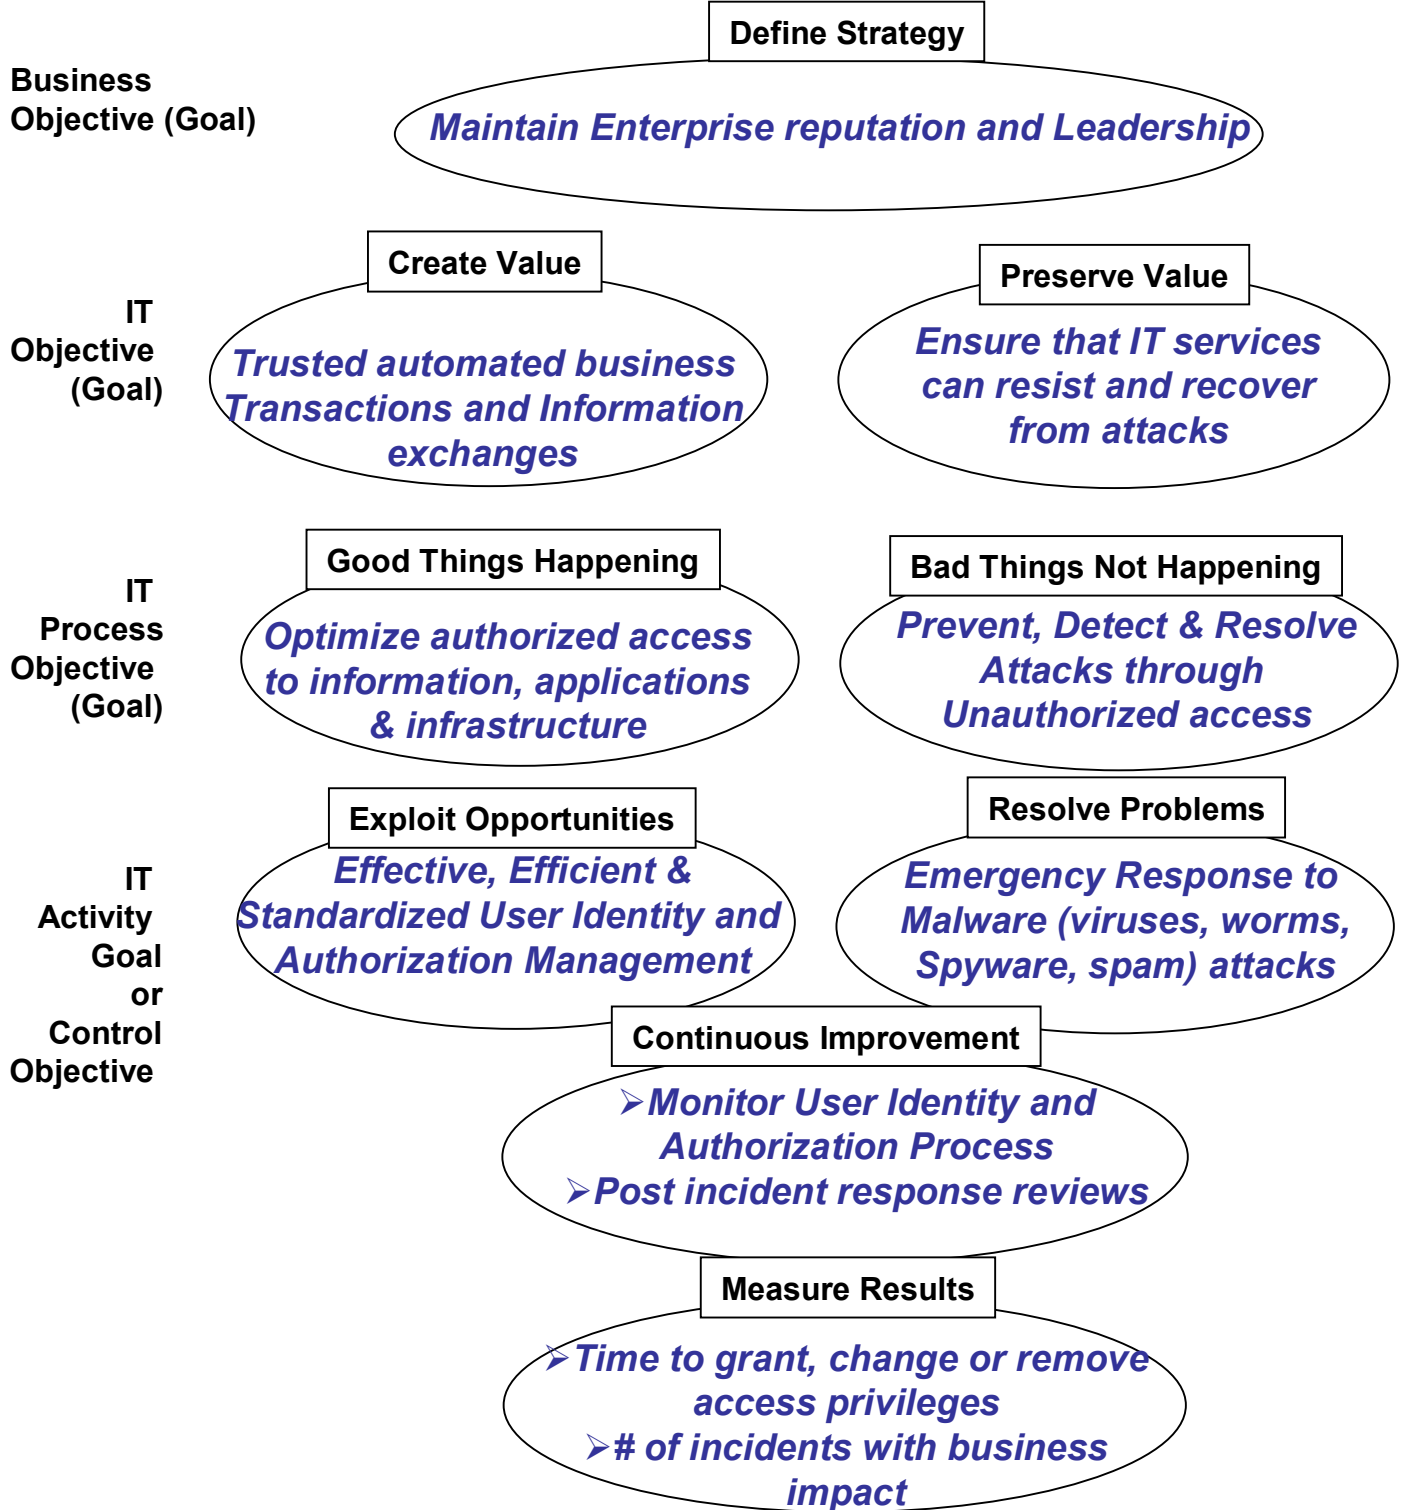 Define Strategy
Business
Objective (Goal)
Maintain Enterprise reputation and Leadership
Create Value
Preserve Value
IT
Objective
(Goal)
Trusted automated business
Transactions and Information
exchanges
Ensure that IT services
can resist and recover
from attacks
Good Things Happening
Bad Things Not Happening
IT
Process
Objective
(Goal)
Optimize authorized access
to information, applications
& infrastructure
Prevent, Detect & Resolve
Attacks through
Unauthorized access
Exploit Opportunities
Resolve Problems
IT
Activity
Goal
or
Control
Objective
Effective, Efficient &
Standardized User Identity and
Authorization Management
Emergency Response to
Malware (viruses, worms,
Spyware, spam) attacks
Continuous Improvement
➢Monitor User Identity and
Authorization Process
➢Post incident response reviews
Measure Results
➢Time to grant, change or remove
access privileges
➢# of incidents with business
impact